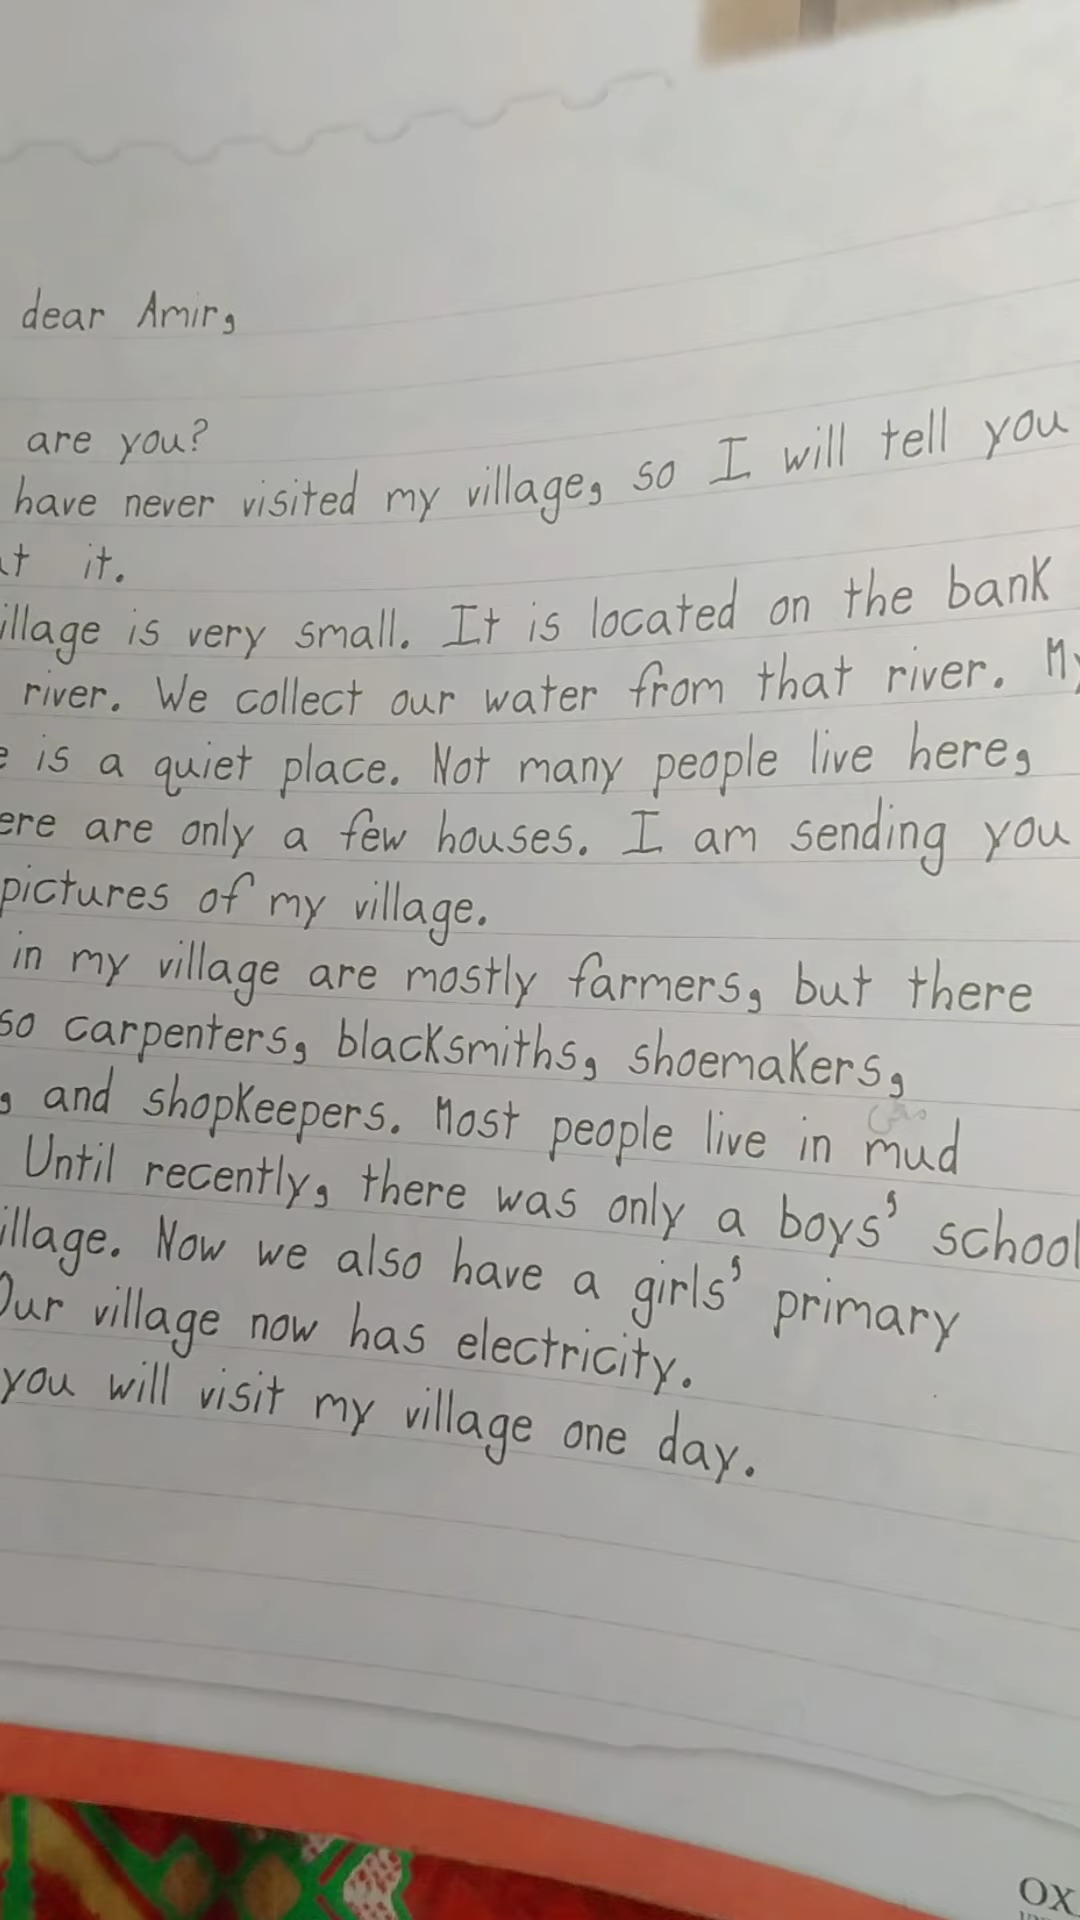 dear Amir,
are you?
have never visited my village, so I will tell you
it.
illage is very small. It is located on the bank
river. We collect our water from that river. My
is a quiet place. Not many people live here,
ere are only a few houses. I am sending you
pictures of my village.
in my village are mostly farmers, but there
so carpenters, blacksmiths, shoemakers,
, and shopkeepers. Most people live in mud
Until recently, there was only a boys' school
illage. Now we also have a girls' primary
Our village now has electricity.
you will visit my village one day.
OX